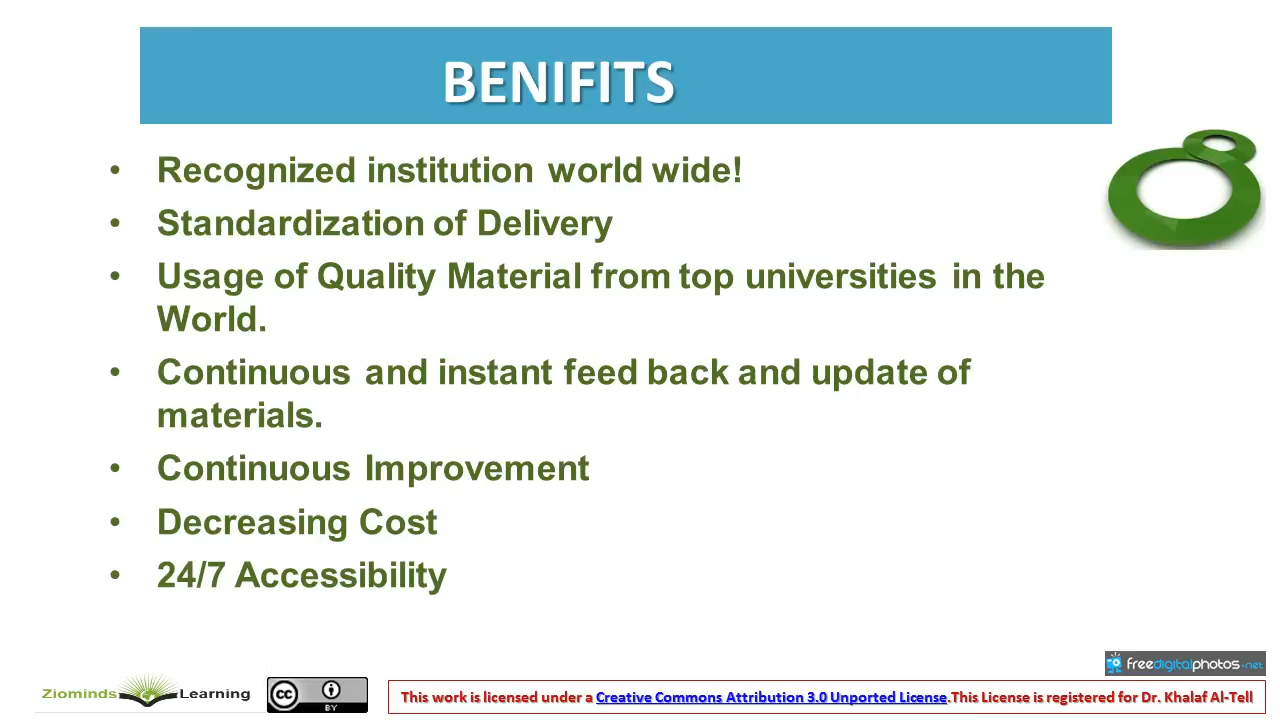 BENIFITS
• Recognized institution world wide!
• Standardization of Delivery
• Usage of Quality Material from top universities in the
World.
• Continuous and instant feed back and update of
materials.
• Continuous Improvement
• Decreasing Cost
• 24/7 Accessibility
freedigitalphotos.net
Ziominds Learning
cc BY
This work is licensed under a Creative Commons Attribution 3.0 Unported License.This License is registered for Dr. Khalaf Al-Tell